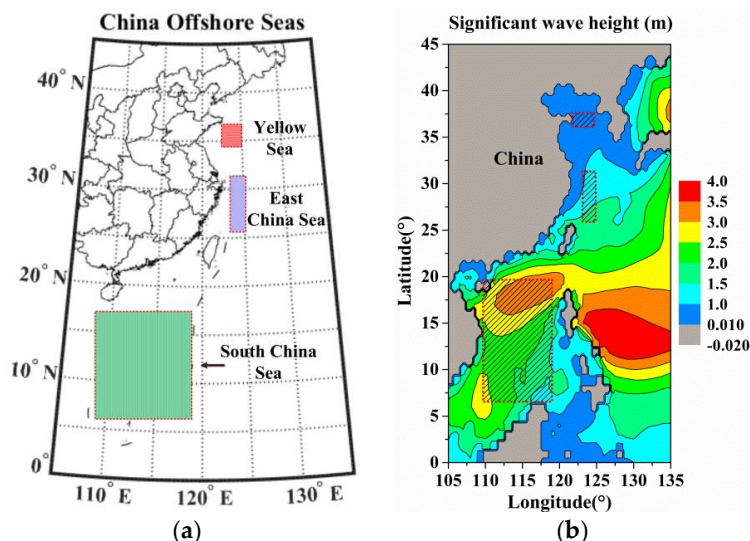 China Offshore Seas
40° N
30° N
20° N
10° N
0°
110° E
120° E
130° E
Yellow
Sea
East
China Sea
South China
Sea
(a)
Significant wave height (m)
45
40
35
30
25
20
15
10
5
0
Latitude(°)
105 110 115 120 125 130 135
Longitude(°)
China
4.0
3.5
3.0
2.5
2.0
1.5
1.0
0.010
-0.020
(b)